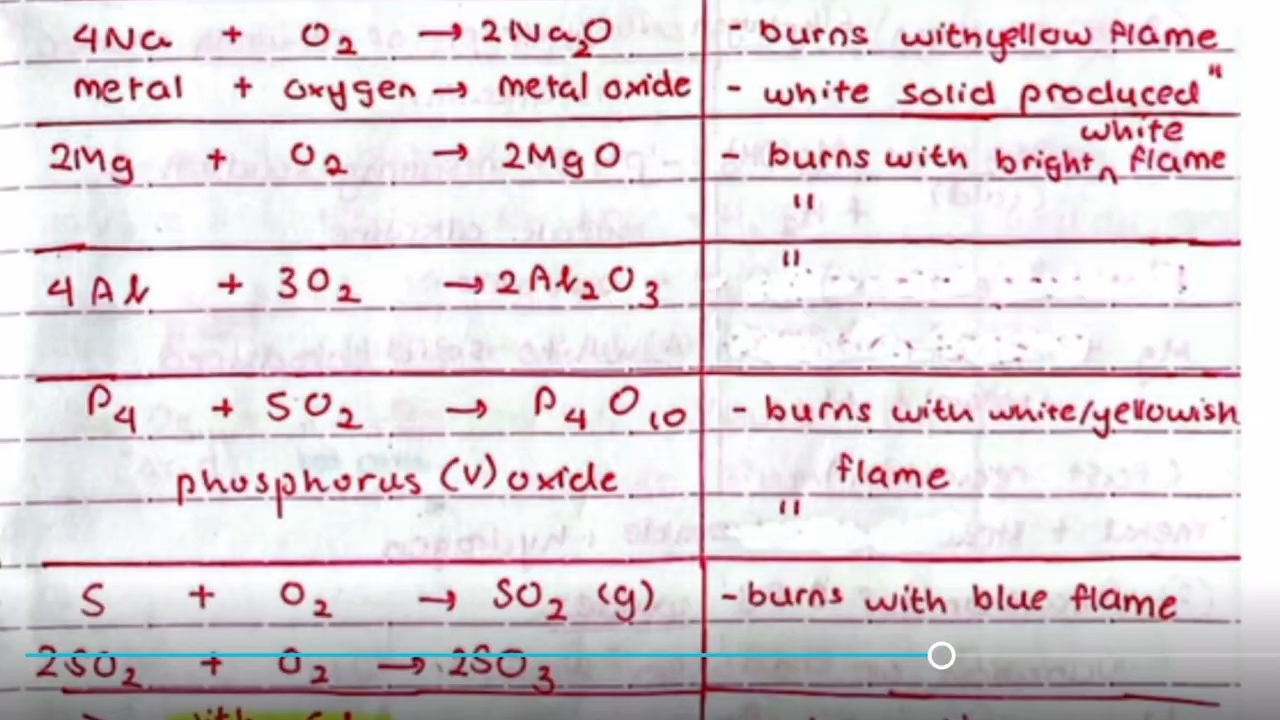 4Na + O₂ → 2Na₂O - burns with yellow flame
metal + oxygen → metal oxide - white solid produced"
2Mg + O₂ → 2MgO - burns with bright white flame
"
4Al + 3O₂ → 2Al₂O₃ "
P₄ + 5O₂ → P₄O₁₀ - burns with white/yellowish
phosphorus (V) oxide flame
"
S + O₂ → SO₂ (g) - burns with blue flame
2SO₂ + O₂ → 2SO₃